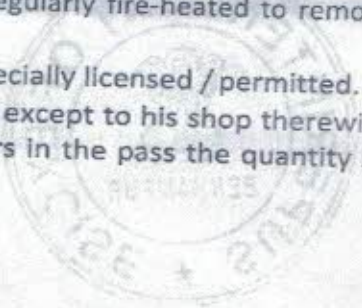 egularly fire-heated to remo
ecially licensed / permitted.
except to his shop therewi
rs in the pass the quantity